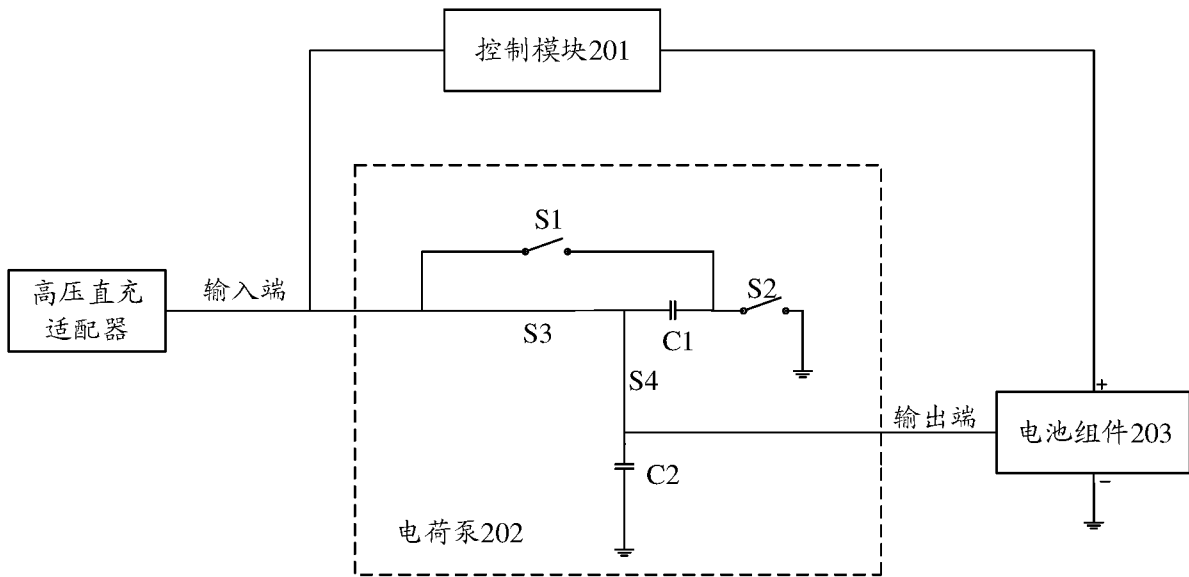 控制模块201
S1
高压直充
适配器
输入端
S2
S3
C1
S4
+
输出端
电池组件203
C2
-
电荷泵202